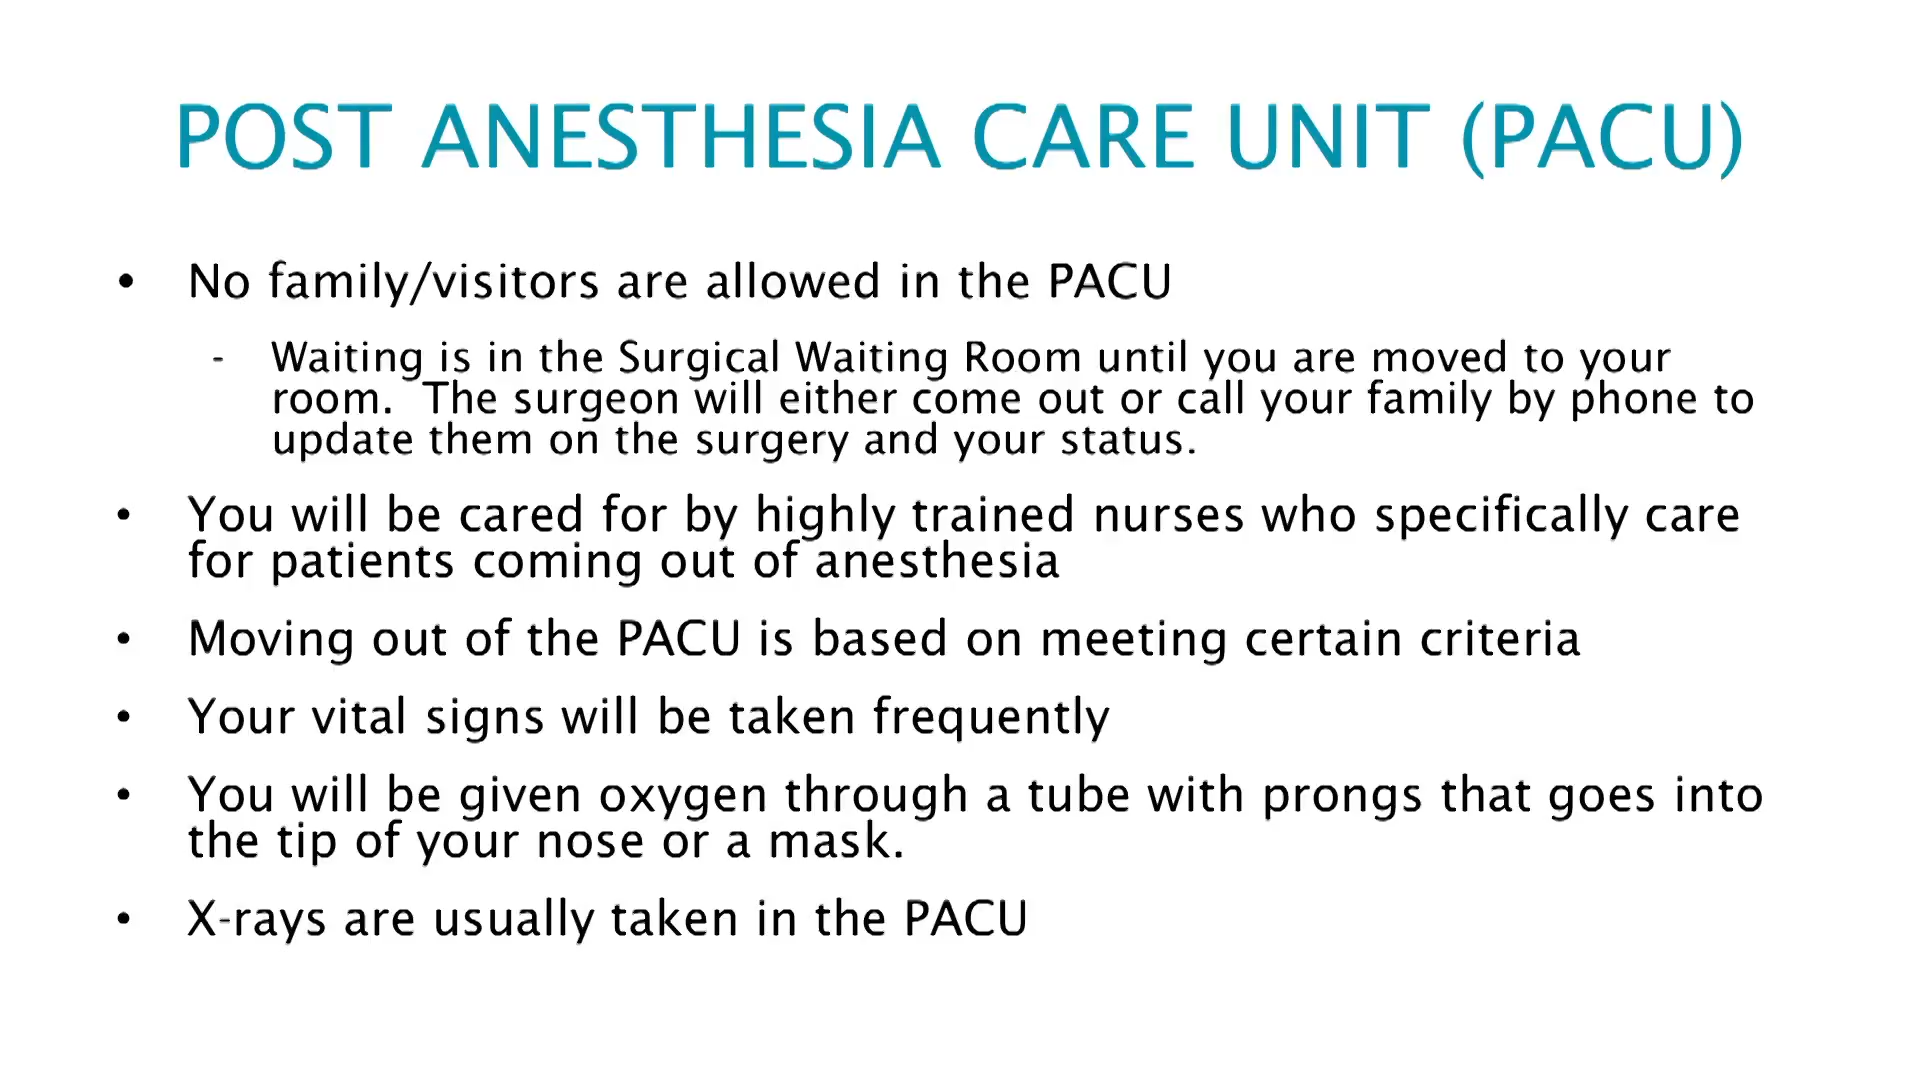 POST ANESTHESIA CARE UNIT (PACU)
• No family/visitors are allowed in the PACU
- Waiting is in the Surgical Waiting Room until you are moved to your
room.  The surgeon will either come out or call your family by phone to
update them on the surgery and your status.
• You will be cared for by highly trained nurses who specifically care
for patients coming out of anesthesia
• Moving out of the PACU is based on meeting certain criteria
• Your vital signs will be taken frequently
• You will be given oxygen through a tube with prongs that goes into
the tip of your nose or a mask.
• X-rays are usually taken in the PACU